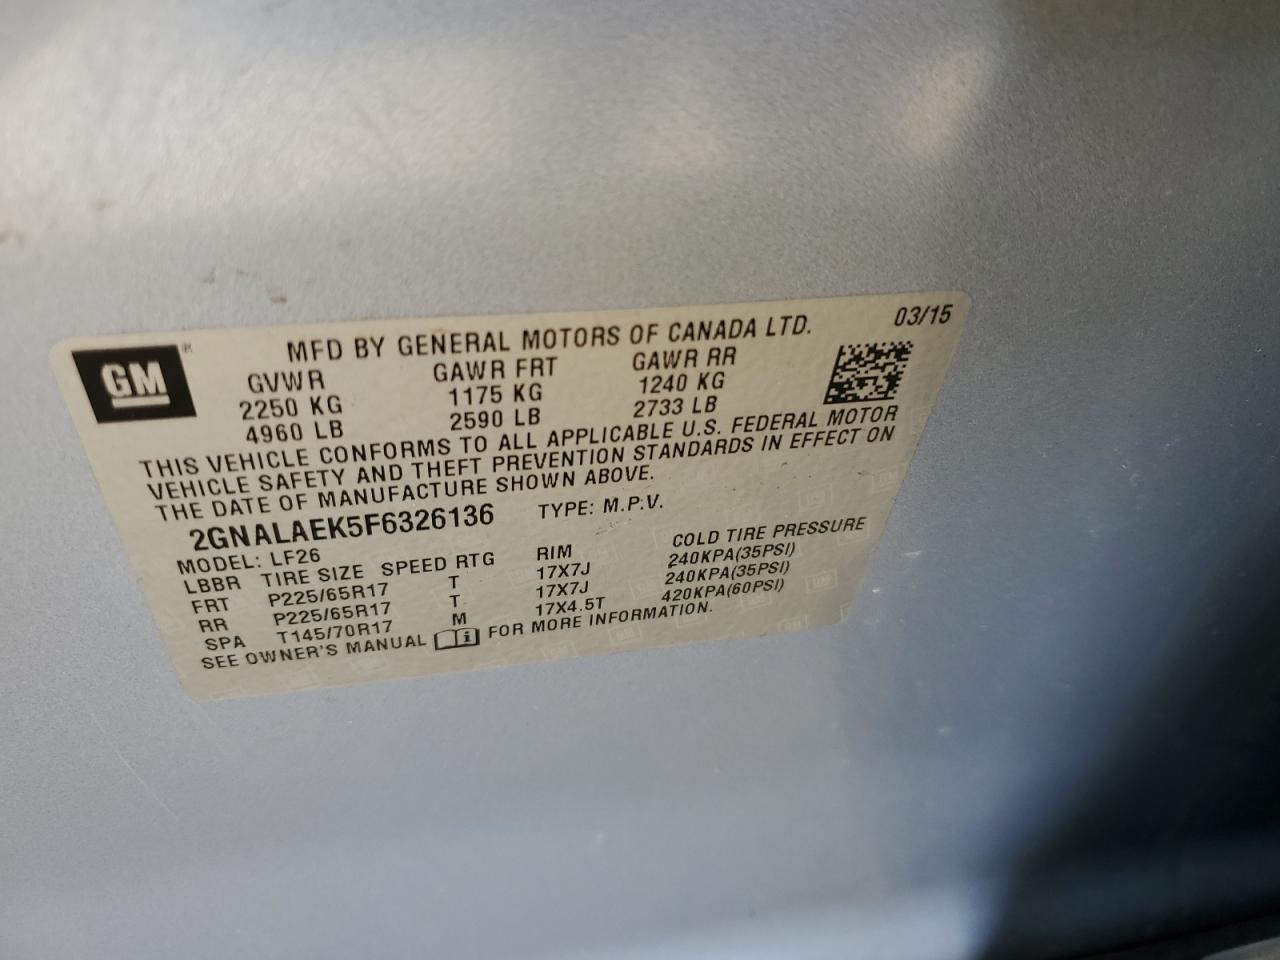 GM ®
MFD BY GENERAL MOTORS OF CANADA LTD. 03/15
GVWR GAWR FRT GAWR RR
2250 KG 1175 KG 1240 KG
4960 LB 2590 LB 2733 LB
THIS VEHICLE CONFORMS TO ALL APPLICABLE U.S. FEDERAL MOTOR
VEHICLE SAFETY AND THEFT PREVENTION STANDARDS IN EFFECT ON
THE DATE OF MANUFACTURE SHOWN ABOVE.
2GNALAEK5F6326136 TYPE: M.P.V.
MODEL: LF26
LBBR TIRE SIZE SPEED RTG RIM COLD TIRE PRESSURE
FRT P225/65R17 T 17X7J 240KPA(35PSI)
RR P225/65R17 T 17X7J 240KPA(35PSI)
SPA T145/70R17 M 17X4.5T 420KPA(60PSI)
SEE OWNER'S MANUAL FOR MORE INFORMATION.